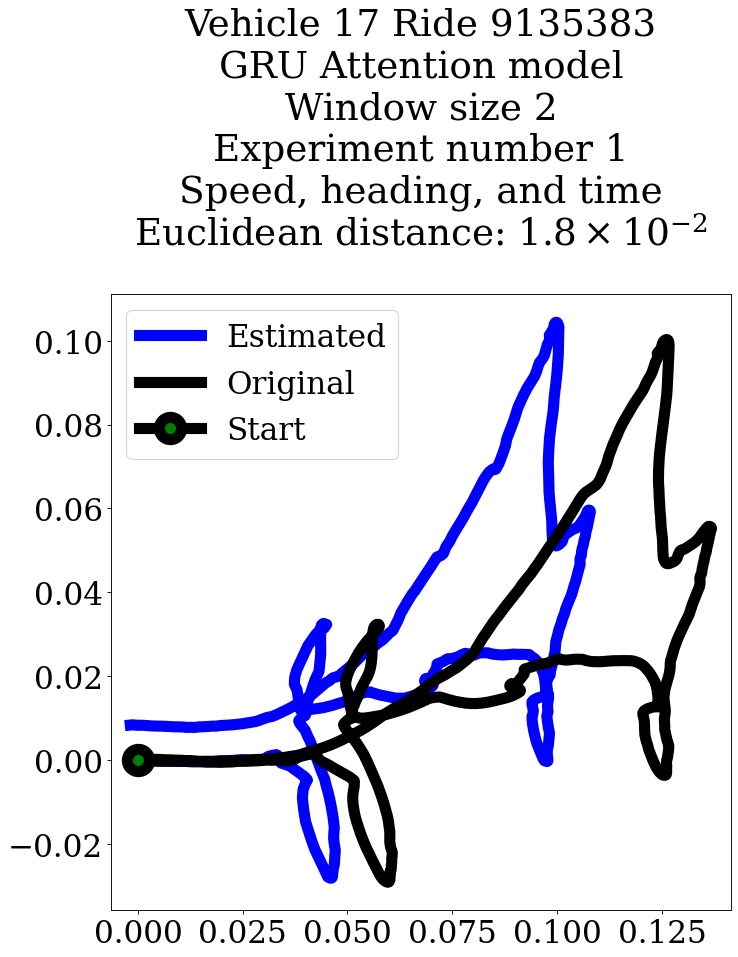 Vehicle 17 Ride 9135383
GRU Attention model
Window size 2
Experiment number 1
Speed, heading, and time
Euclidean distance: 1.8 × 10⁻²
Estimated
Original
Start
0.10
0.08
0.06
0.04
0.02
0.00
−0.02
0.000 0.025 0.050 0.075 0.100 0.125